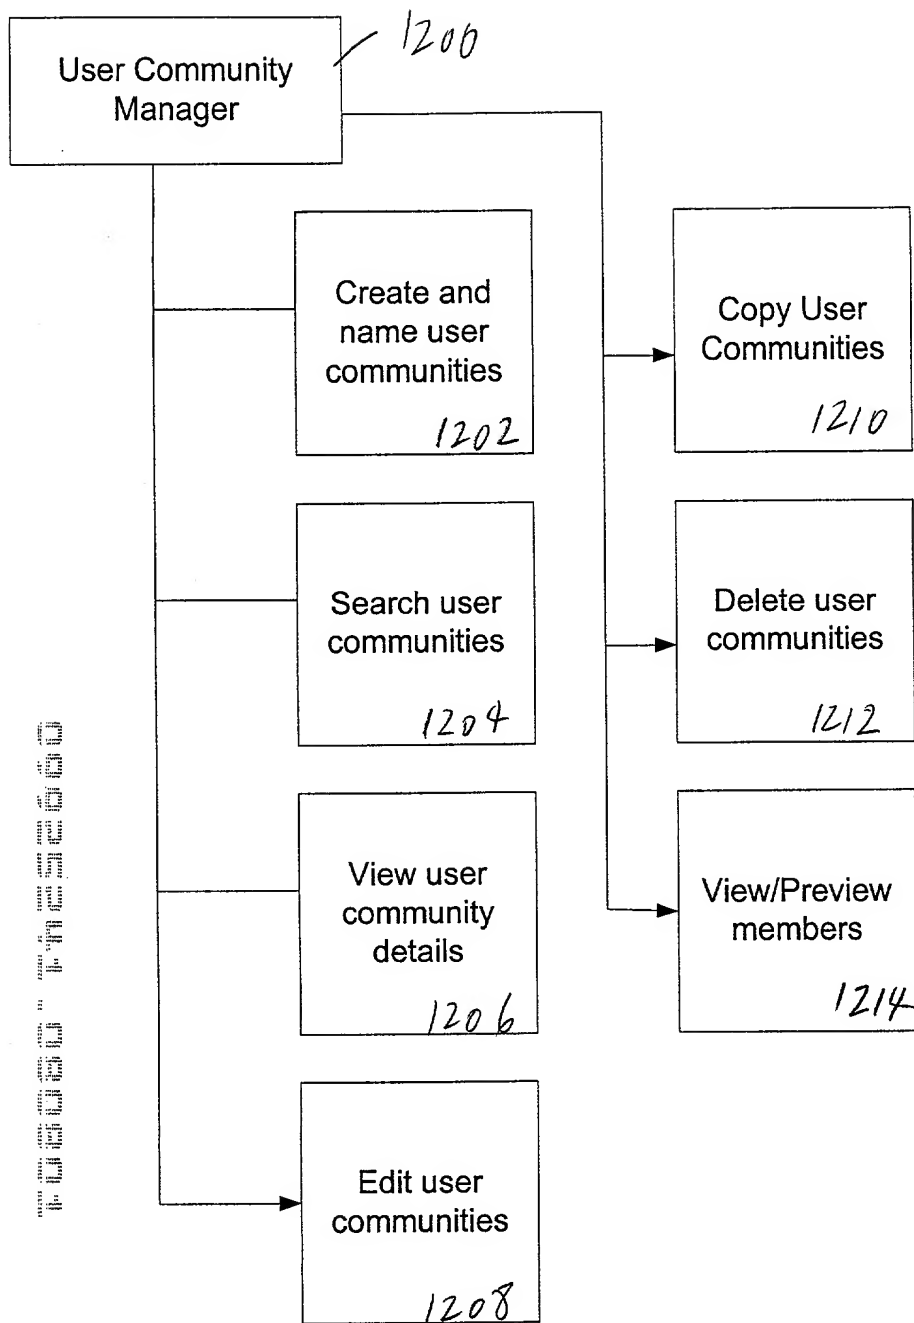 User Community
Manager
1200
Create and
name user
communities
1202
Search user
communities
1204
View user
community
details
1206
Edit user
communities
1208
Copy User
Communities
1210
Delete user
communities
1212
View/Preview
members
1214